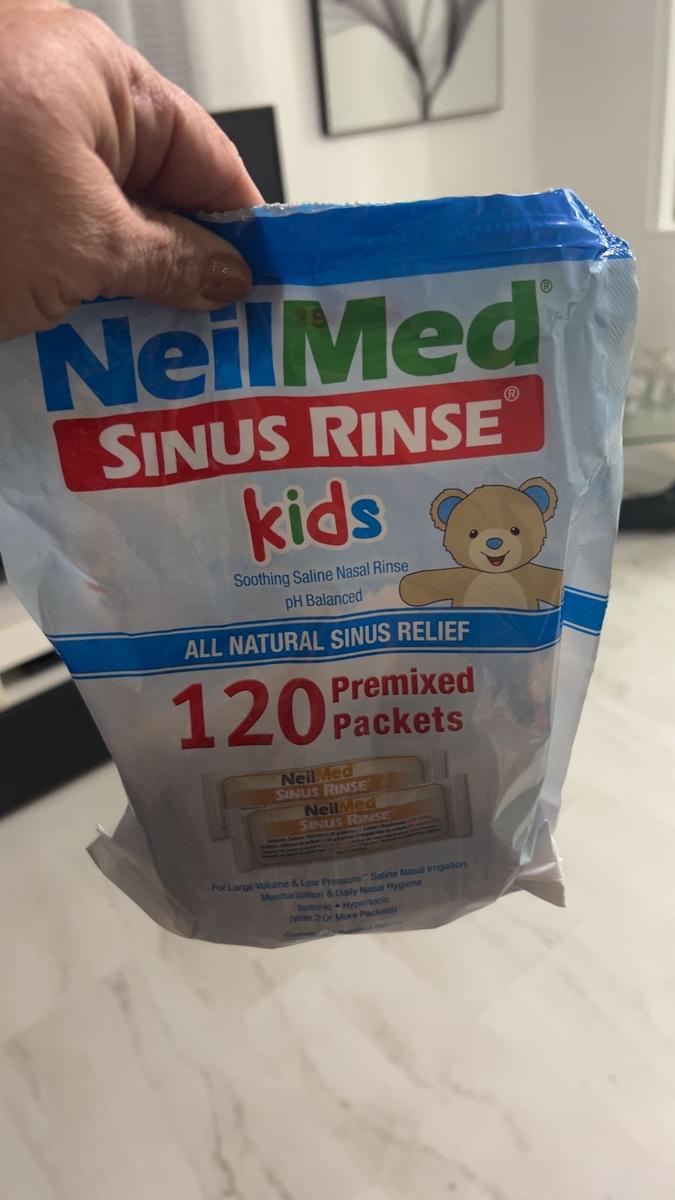 NeilMed®
SINUS RINSE®
kids
Soothing Saline Nasal Rinse
pH Balanced
ALL NATURAL SINUS RELIEF
120 Premixed
Packets
NeilMed
SINUS RINSE
NeilMed
SINUS RINSE
For Large Volume & Low Pressure™ Saline Nasal Irrigation,
Moisturization & Daily Nasal Hygiene
Isotonic • Hypertonic
(With 2 Or More Packets)